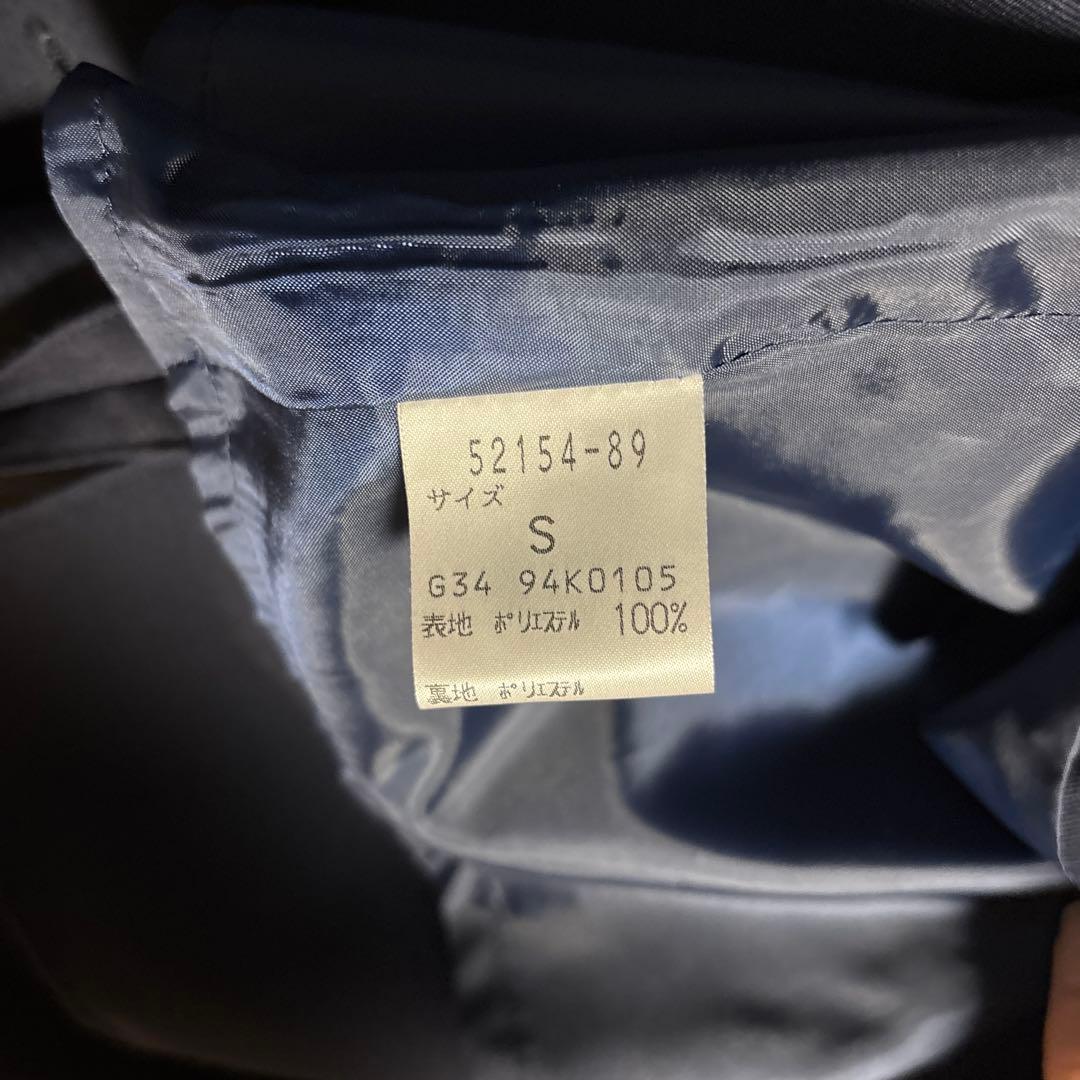 52154-89
サイズ
S
G34 94K0105
表地 ポリエステル 100%
裏地 ポリエステル